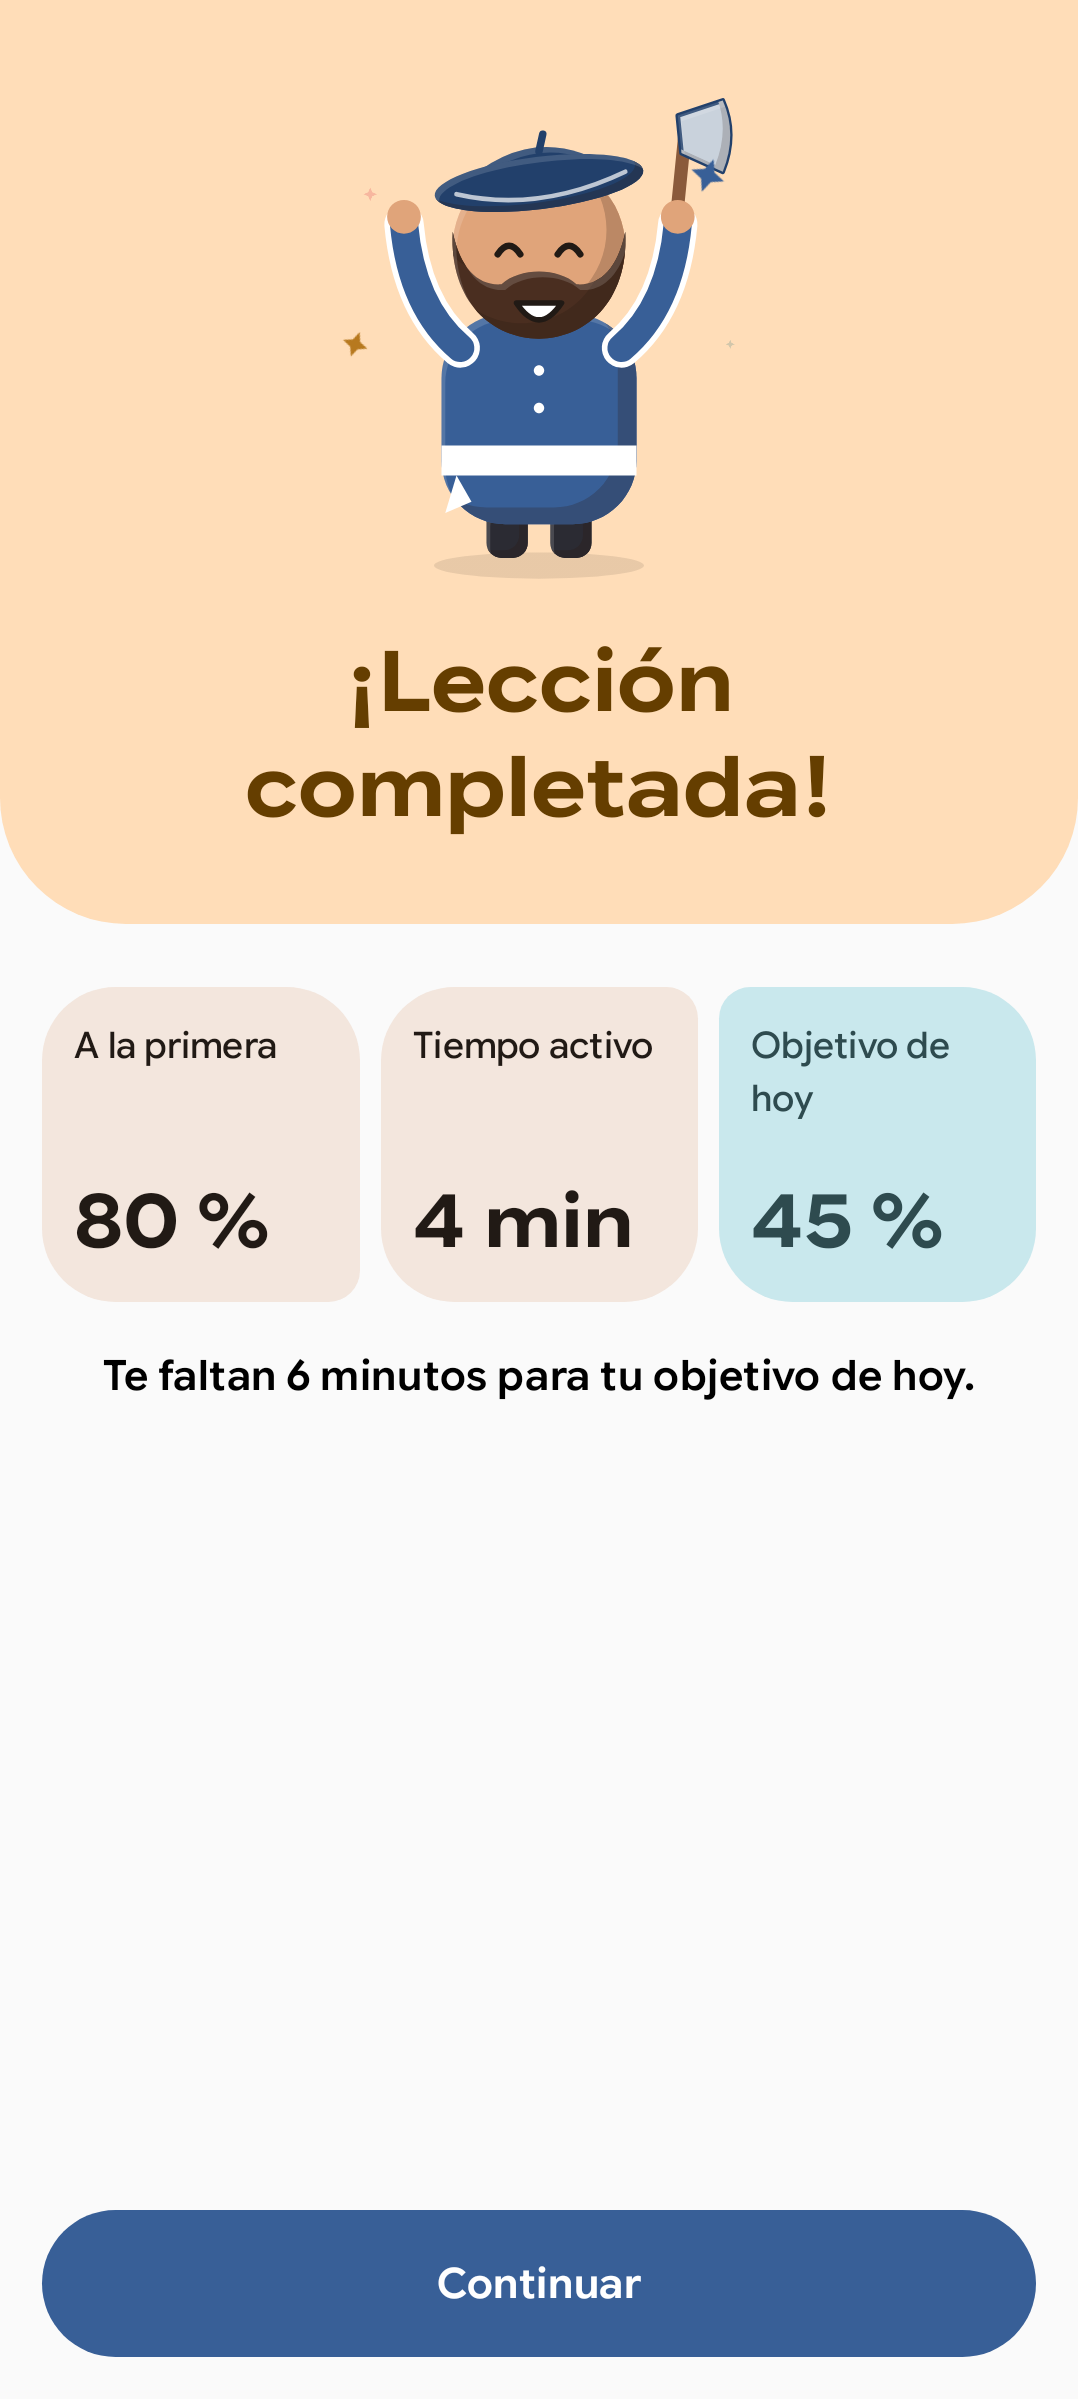 ¡Lección
completada!
A la primera
80 %
Tiempo activo
4 min
Objetivo de
hoy
45 %
Te faltan 6 minutos para tu objetivo de hoy.
Continuar